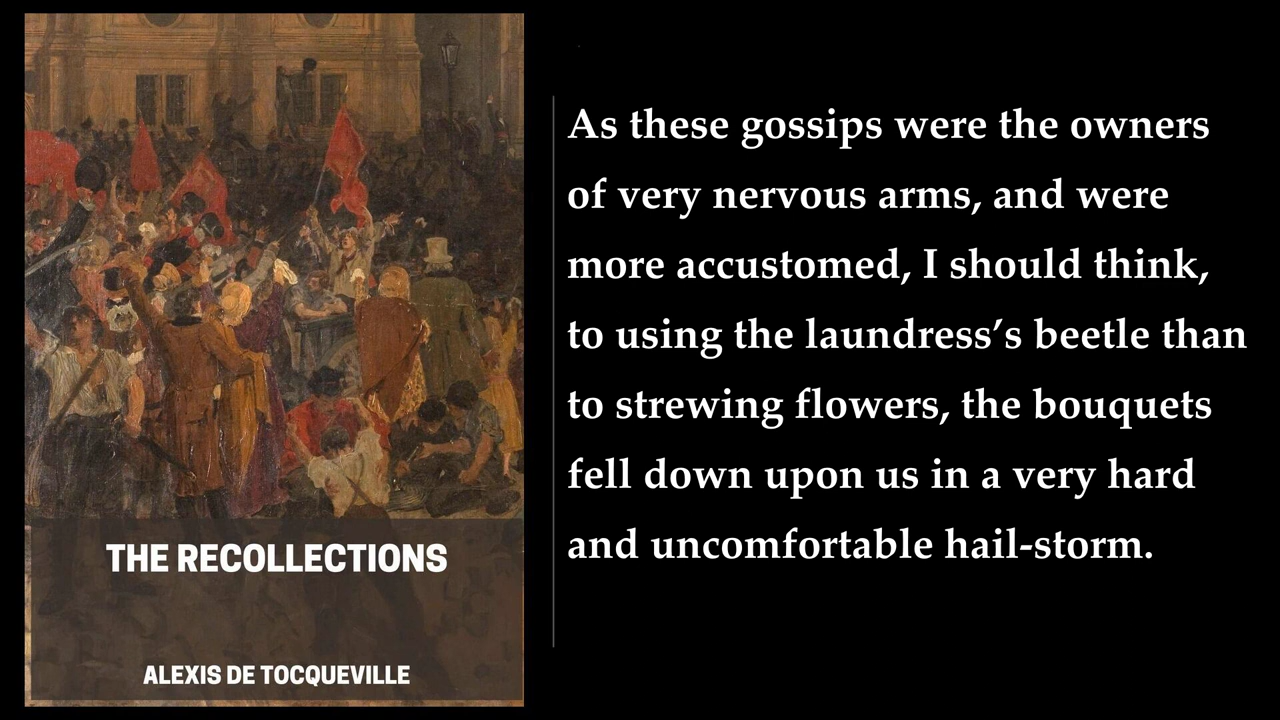 THE RECOLLECTIONS
ALEXIS DE TOCQUEVILLE
As these gossips were the owners
of very nervous arms, and were
more accustomed, I should think,
to using the laundress’s beetle than
to strewing flowers, the bouquets
fell down upon us in a very hard
and uncomfortable hail-storm.